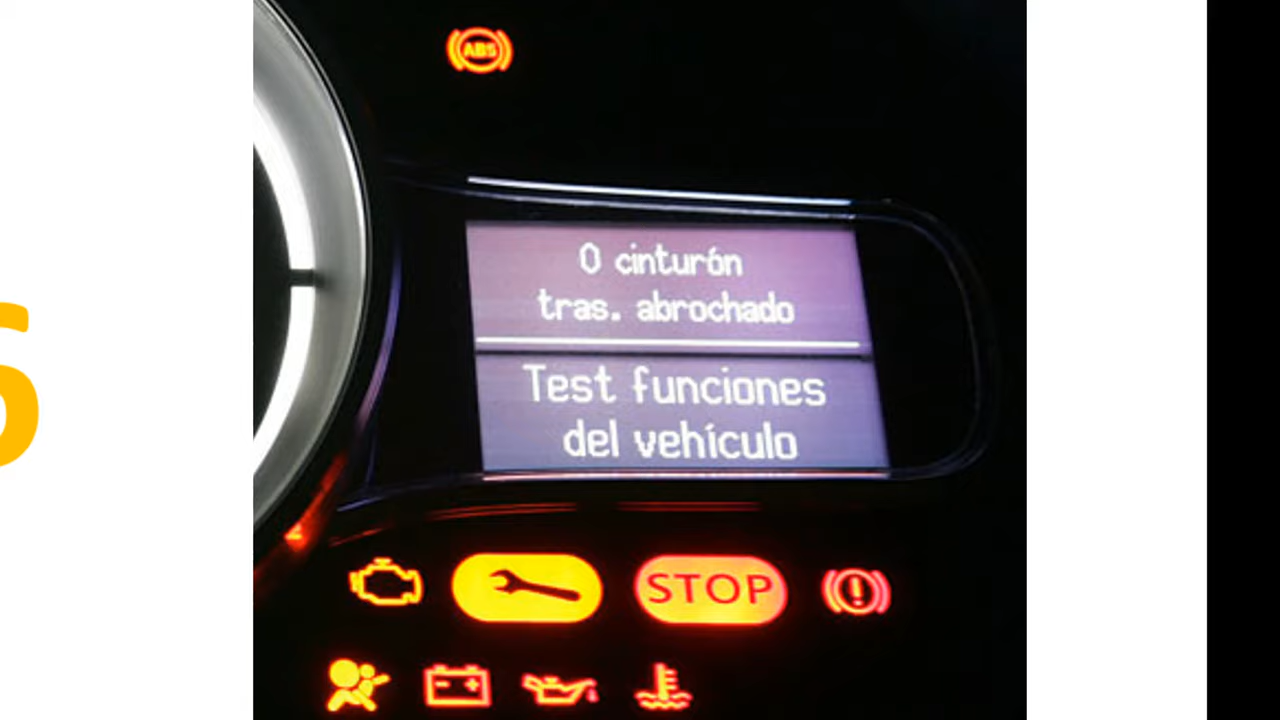 ABS
0 cinturón
tras. abrochado
Test funciones
del vehículo
STOP